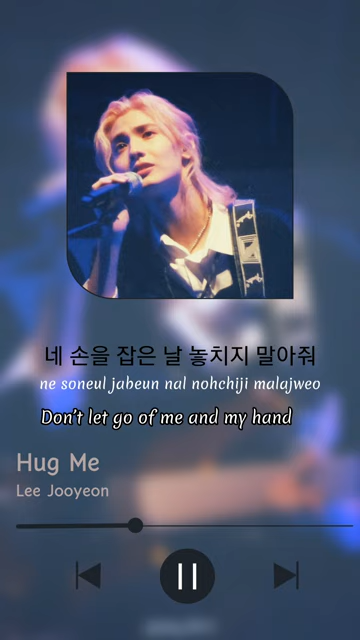 네 손을 잡은 날 놓치지 말아줘
ne soneul jabeun nal nohchiji malajweo
Don't let go of me and my hand
Hug Me
Lee Jooyeon